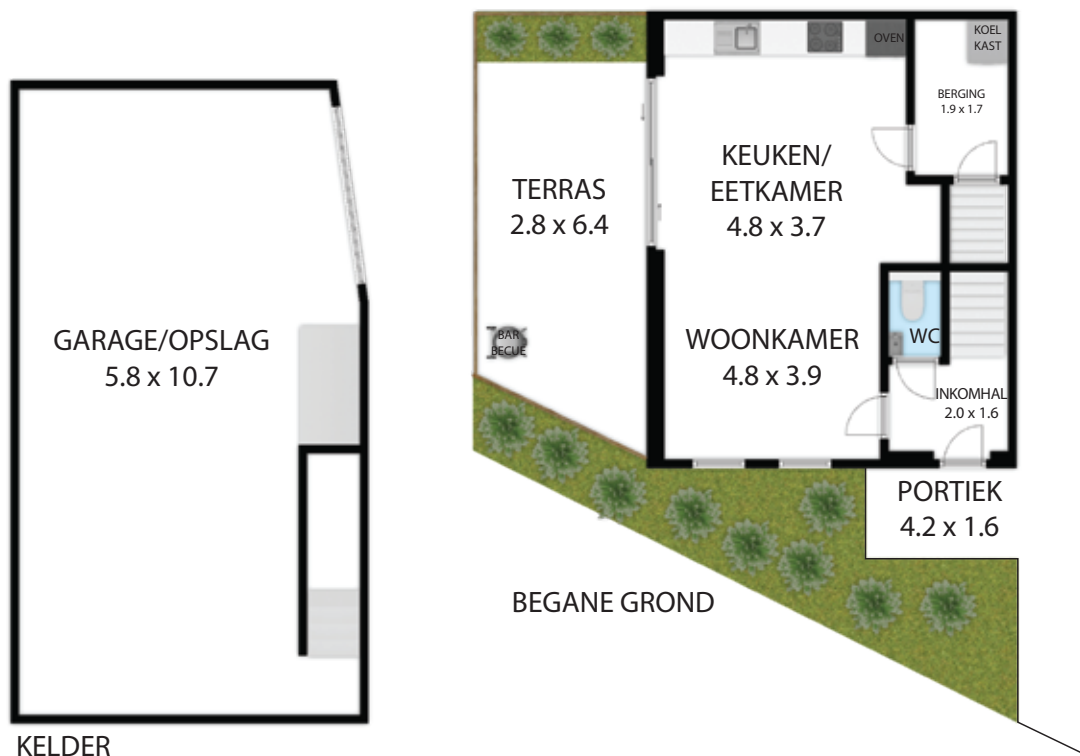 GARAGE/OPSLAG
5.8 x 10.7
KELDER
OVEN
KOEL
KAST
BERGING
1.9 x 1.7
KEUKEN/
EETKAMER
4.8 x 3.7
TERRAS
2.8 x 6.4
BAR
BECUE
WOONKAMER
4.8 x 3.9
WC
INKOMHAL
2.0 x 1.6
PORTIEK
4.2 x 1.6
BEGANE GROND